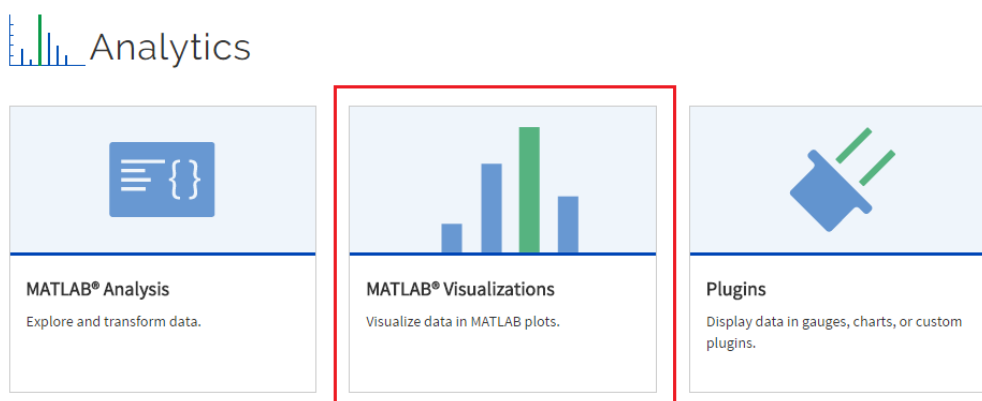 Analytics
{}
MATLAB® Analysis
Explore and transform data.
MATLAB® Visualizations
Visualize data in MATLAB plots.
Plugins
Display data in gauges, charts, or custom
plugins.